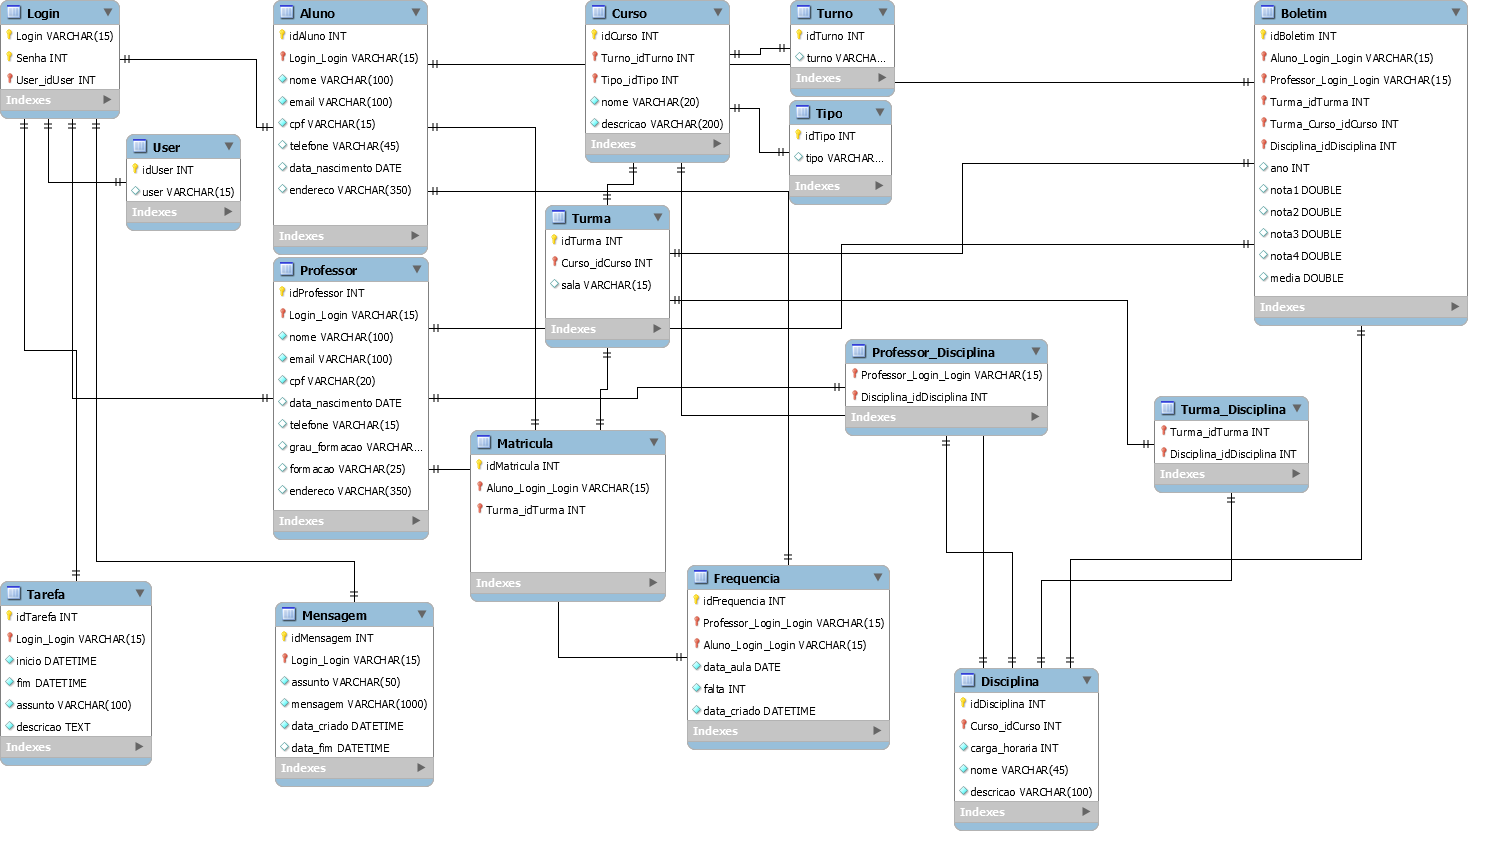 Login
Login VARCHAR(15)
Senha INT
User_idUser INT
Indexes
User
idUser INT
user VARCHAR(15)
Indexes
Aluno
idAluno INT
Login_Login VARCHAR(15)
nome VARCHAR(100)
email VARCHAR(100)
cpf VARCHAR(15)
telefone VARCHAR(45)
data_nascimento DATE
endereco VARCHAR(350)
Indexes
Professor
idProfessor INT
Login_Login VARCHAR(15)
nome VARCHAR(100)
email VARCHAR(100)
cpf VARCHAR(20)
data_nascimento DATE
telefone VARCHAR(15)
grau_formacao VARCHAR...
formacao VARCHAR(25)
endereco VARCHAR(350)
Indexes
Curso
idCurso INT
Turno_idTurno INT
Tipo_idTipo INT
nome VARCHAR(20)
descricao VARCHAR(200)
Indexes
Turno
idTurno INT
turno VARCHA...
Indexes
Tipo
idTipo INT
tipo VARCHAR...
Indexes
Turma
idTurma INT
Curso_idCurso INT
sala VARCHAR(15)
Indexes
Boletim
idBoletim INT
Aluno_Login_Login VARCHAR(15)
Professor_Login_Login VARCHAR(15)
Turma_idTurma INT
Turma_Curso_idCurso INT
Disciplina_idDisciplina INT
ano INT
nota1 DOUBLE
nota2 DOUBLE
nota3 DOUBLE
nota4 DOUBLE
media DOUBLE
Indexes
Professor_Disciplina
Professor_Login_Login VARCHAR(15)
Disciplina_idDisciplina INT
Indexes
Turma_Disciplina
Turma_idTurma INT
Disciplina_idDisciplina INT
Indexes
Matricula
idMatricula INT
Aluno_Login_Login VARCHAR(15)
Turma_idTurma INT
Indexes
Tarefa
idTarefa INT
Login_Login VARCHAR(15)
inicio DATETIME
fim DATETIME
assunto VARCHAR(100)
descricao TEXT
Indexes
Mensagem
idMensagem INT
Login_Login VARCHAR(15)
assunto VARCHAR(50)
mensagem VARCHAR(1000)
data_criado DATETIME
data_fim DATETIME
Indexes
Frequencia
idFrequencia INT
Professor_Login_Login VARCHAR(15)
Aluno_Login_Login VARCHAR(15)
data_aula DATE
falta INT
data_criado DATETIME
Indexes
Disciplina
idDisciplina INT
Curso_idCurso INT
carga_horaria INT
nome VARCHAR(45)
descricao VARCHAR(100)
Indexes